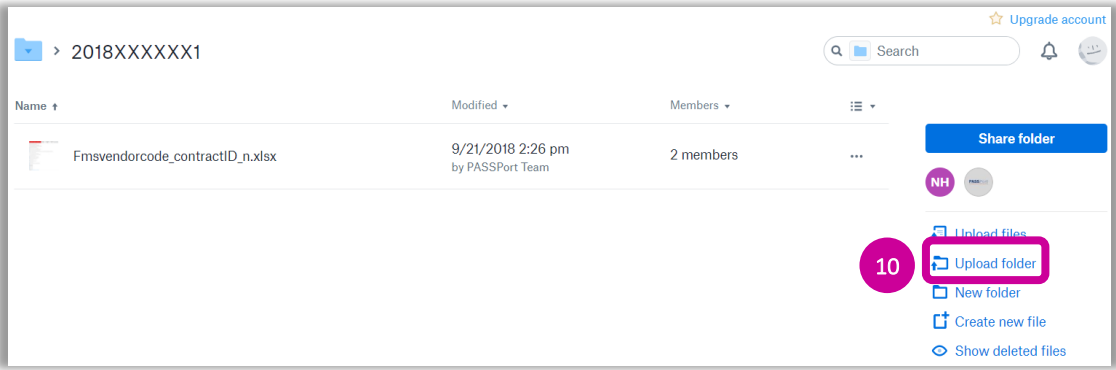 Upgrade account
2018XXXXXX1
Search
Name Modified Members
Fmsvendorcode_contractID_n.xlsx 9/21/2018 2:26 pm 2 members
by PASSPort Team
Share folder
NH
Upload files
10 Upload folder
New folder
Create new file
Show deleted files